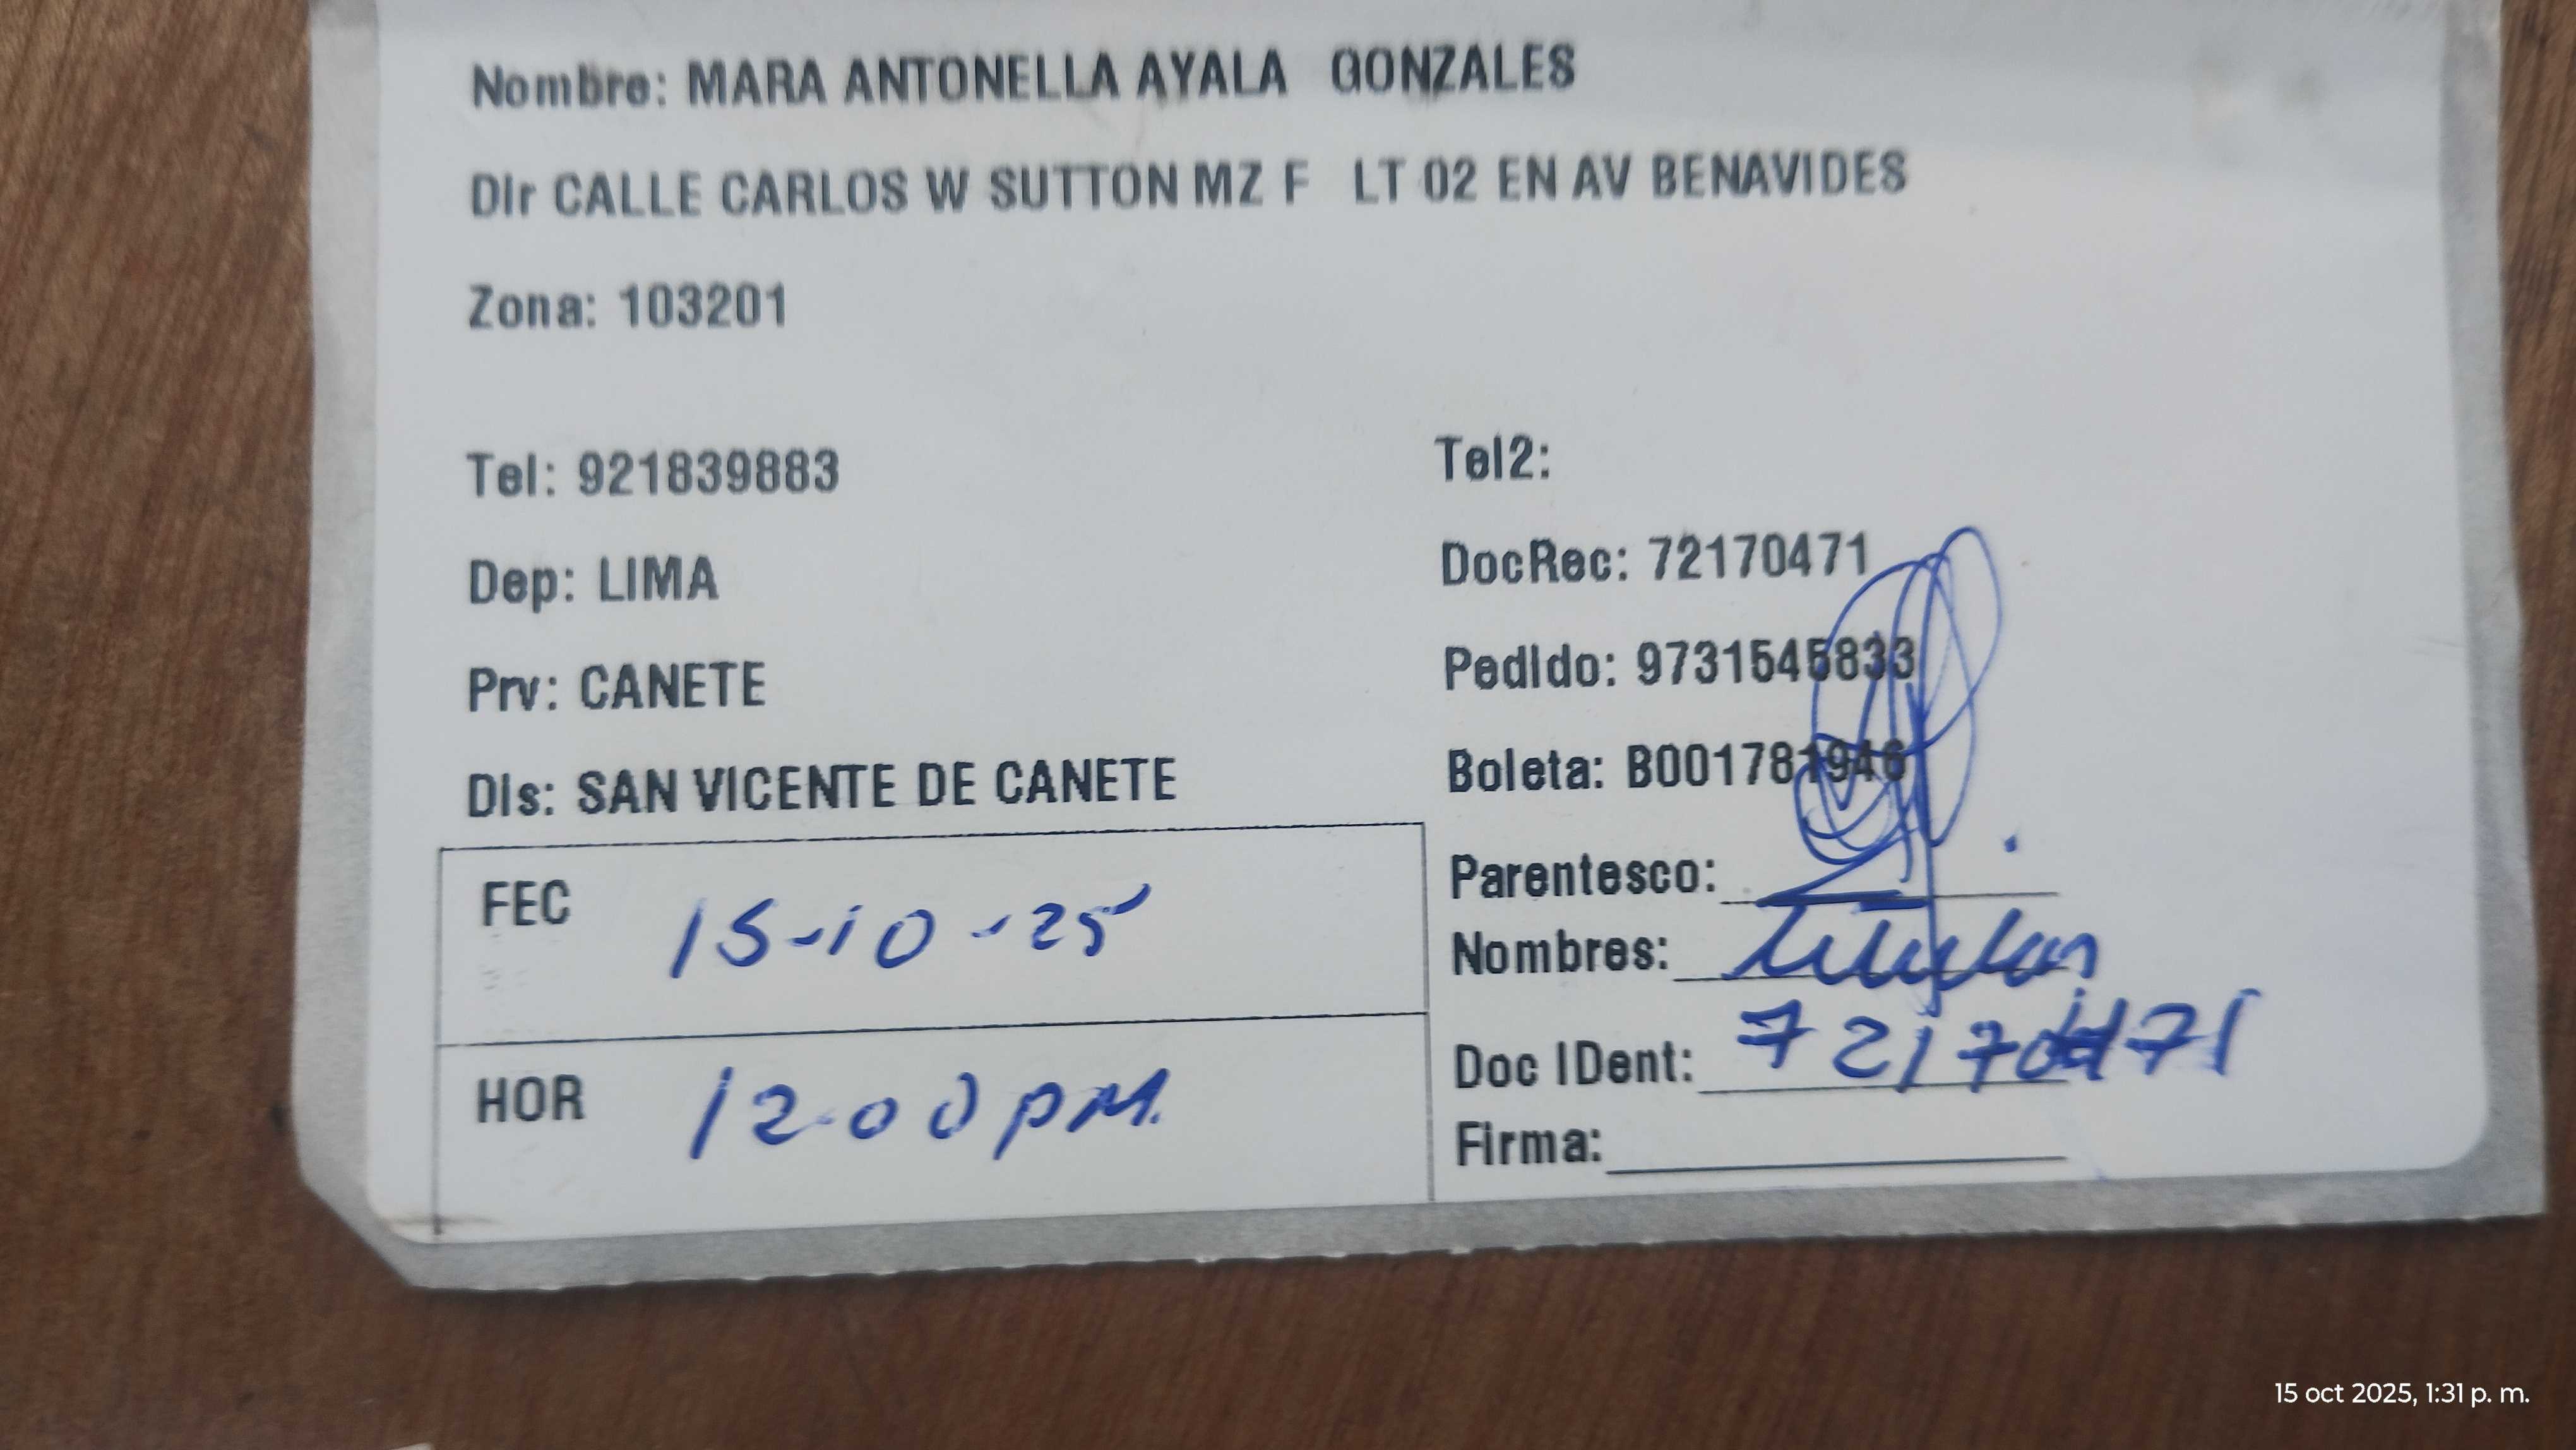 Nombre: MARA ANTONELLA AYALA GONZALES
Dir CALLE CARLOS W SUTTON MZ F LT 02 EN AV BENAVIDES
Zona: 103201
Tel: 921839883
Tel2:
Dep: LIMA
DocRec: 72170471
Prv: CANETE
Pedido: 9731545833
Dis: SAN VICENTE DE CANETE
Boleta: B001781946
FEC 15-10-25
Parentesco:
Nombres: Titular
HOR 12:00 pM.
Doc IDent: 72170471
Firma:
15 oct 2025, 1:31 p. m.